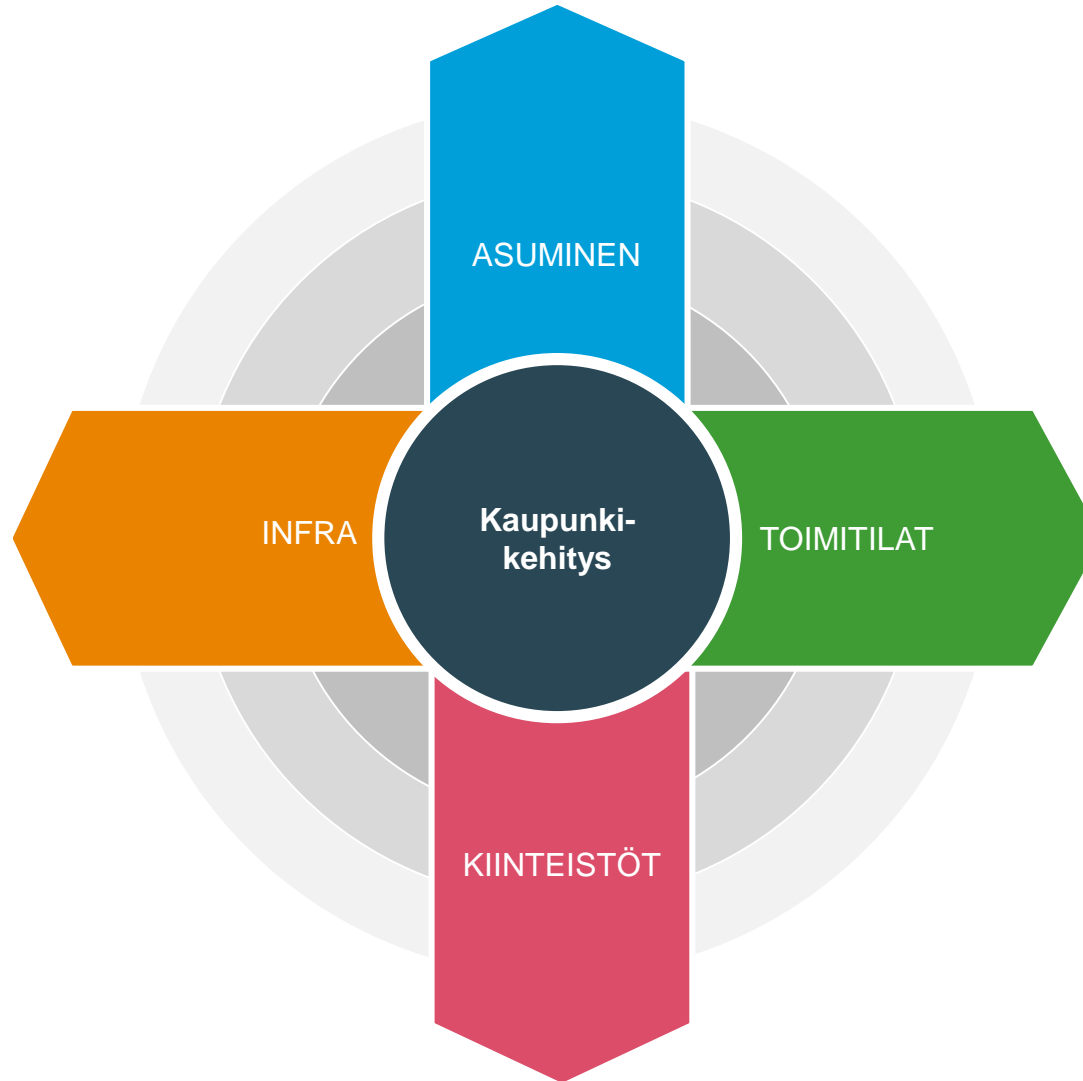 ASUMINEN
INFRA
Kaupunki-
kehitys
TOIMITILAT
KIINTEISTÖT